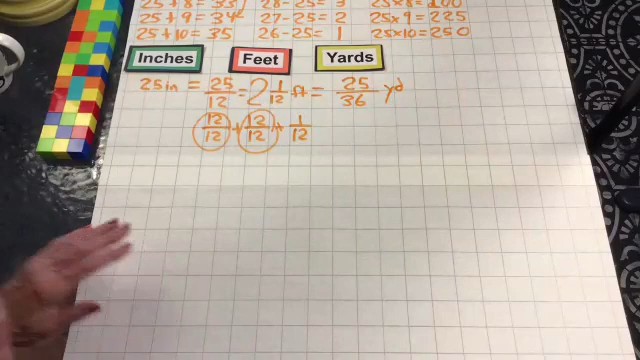 25 + 8 = 33 28-25= 3 25x8= 200
25 + 9 = 34 27-25 = 2 25x9= 225
25 + 10 = 35 26-25= 1 25x10=250
Inches Feet Yards
25 in = 25/12 = 2 1/12 ft = 25/36 yd
12/12 + 12/12 + 1/12